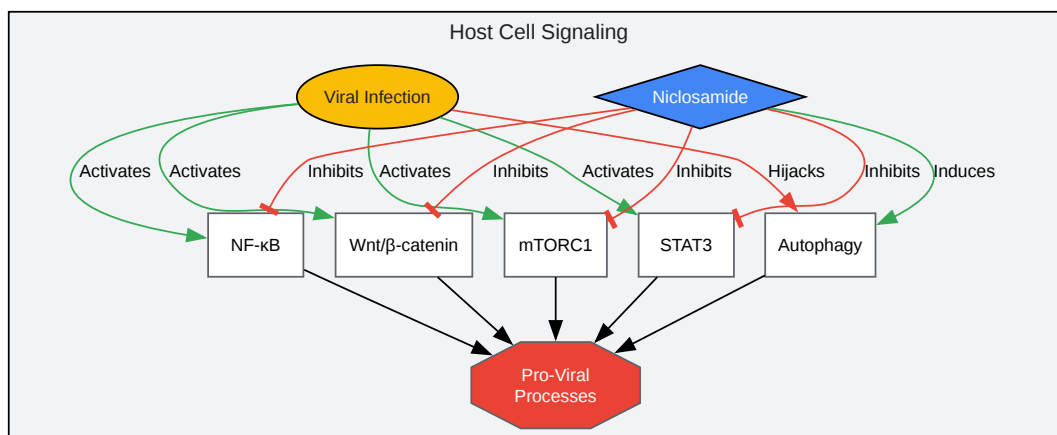 Host Cell Signaling
Viral Infection
Niclosamide
Activates
Activates
Inhibits
Activates
Inhibits
Activates
Inhibits
Hijacks
Inhibits
Induces
NF-κB
Wnt/β-catenin
mTORC1
STAT3
Autophagy
Pro-Viral
Processes